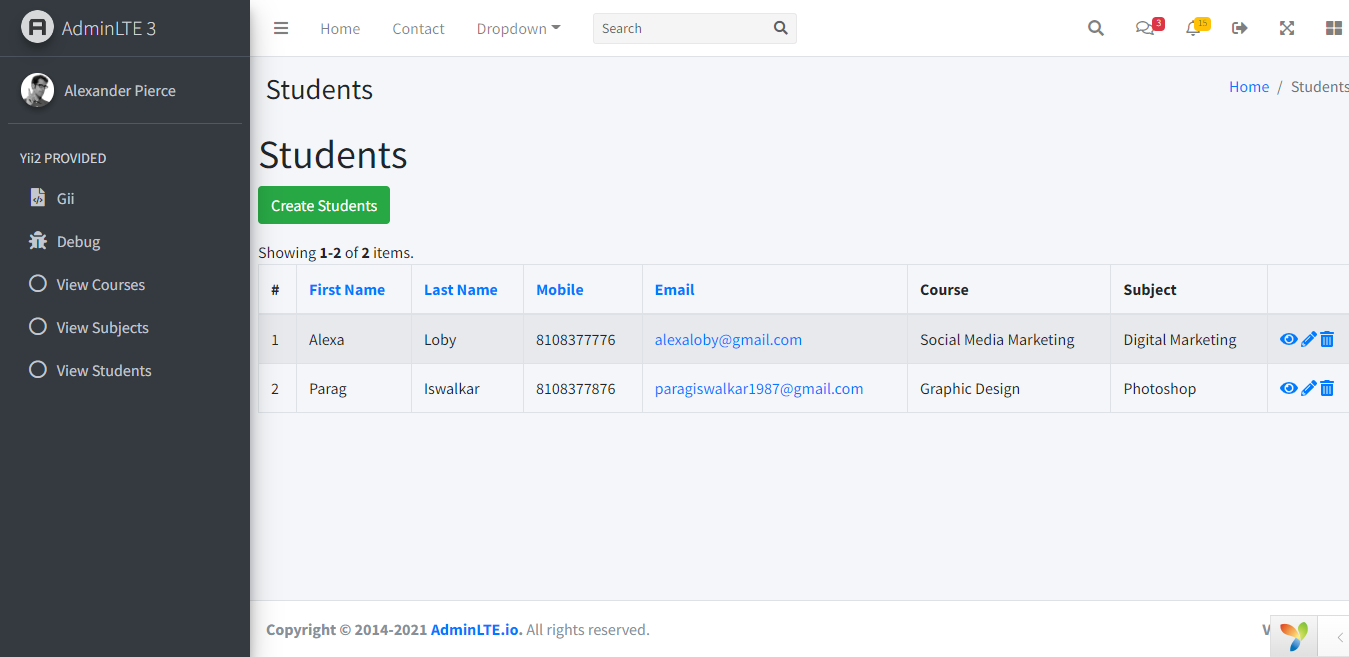 AdminLTE 3
Home Contact Dropdown Search 3 15
Alexander Pierce
Yii2 PROVIDED
Gii
Debug
View Courses
View Subjects
View Students
Students
Home / Students
Students
Create Students
Showing 1-2 of 2 items.
# First Name Last Name Mobile Email Course Subject
1 Alexa Loby 8108377776 alexaloby@gmail.com Social Media Marketing Digital Marketing
2 Parag Iswalkar 8108377876 paragiswalkar1987@gmail.com Graphic Design Photoshop
Copyright © 2014-2021 AdminLTE.io. All rights reserved.